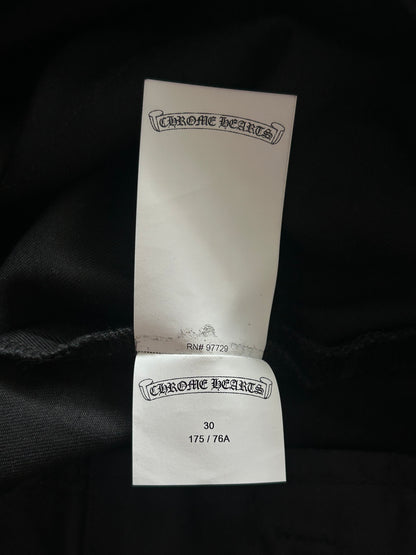 CHROME HEARTS
RN# 97729
CHROME HEARTS
30
175 / 76A